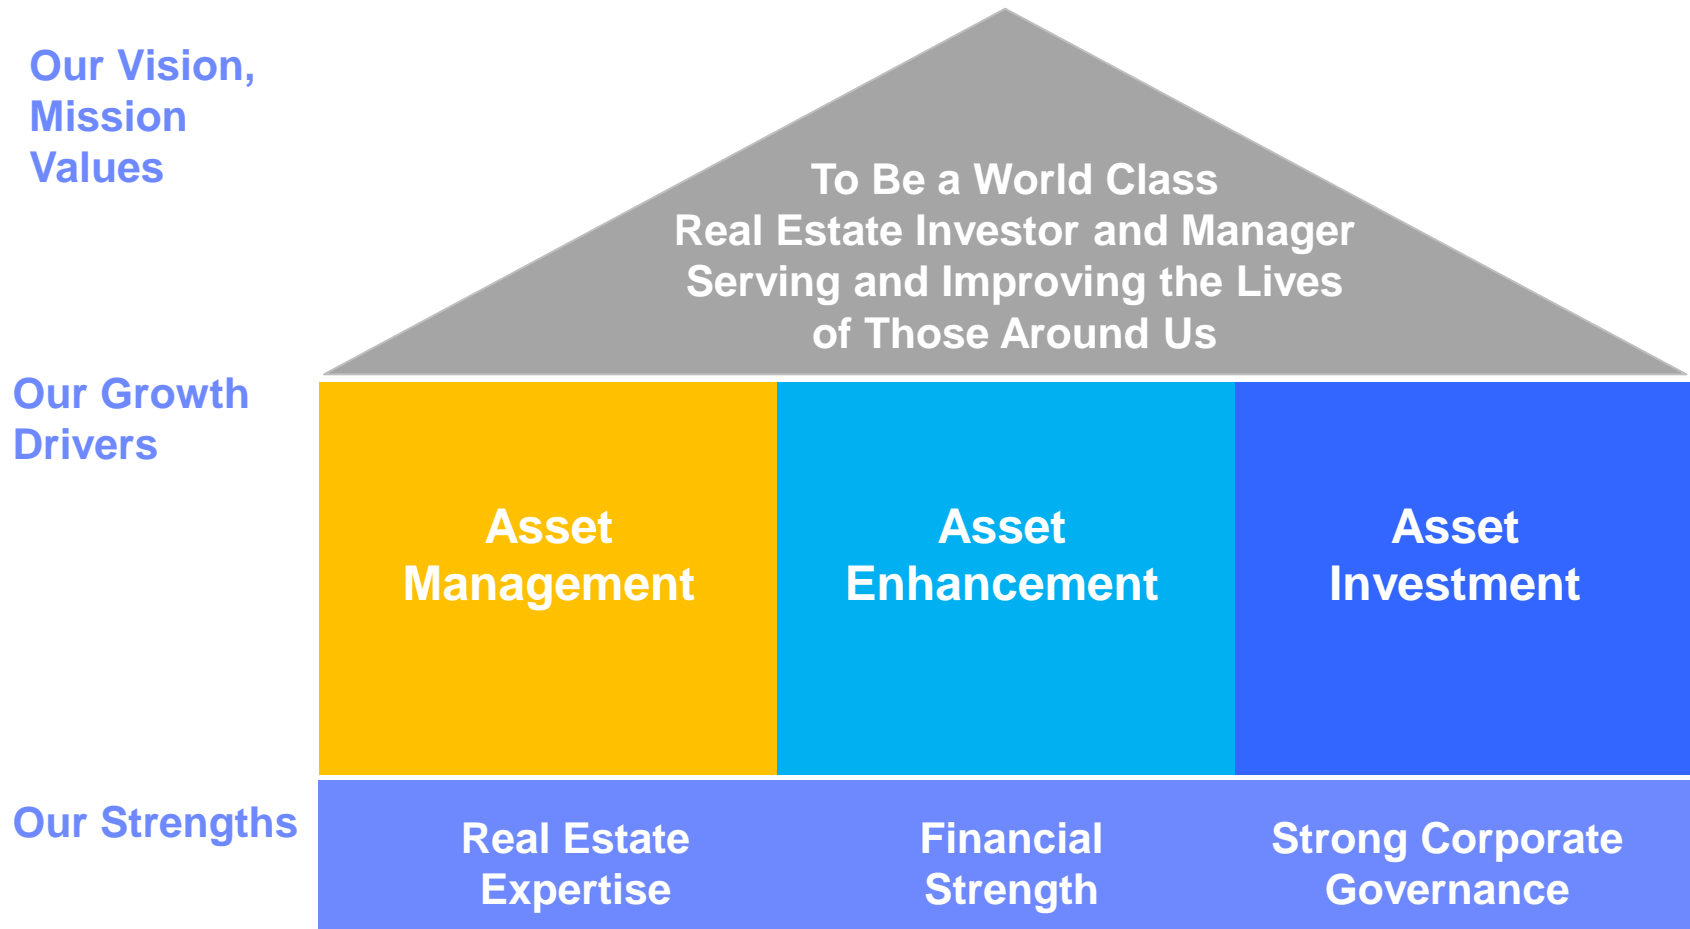 Our Vision,
Mission
Values
To Be a World Class
Real Estate Investor and Manager
Serving and Improving the Lives
of Those Around Us
Our Growth
Drivers
Asset
Management
Asset
Enhancement
Asset
Investment
Our Strengths
Real Estate
Expertise
Financial
Strength
Strong Corporate
Governance